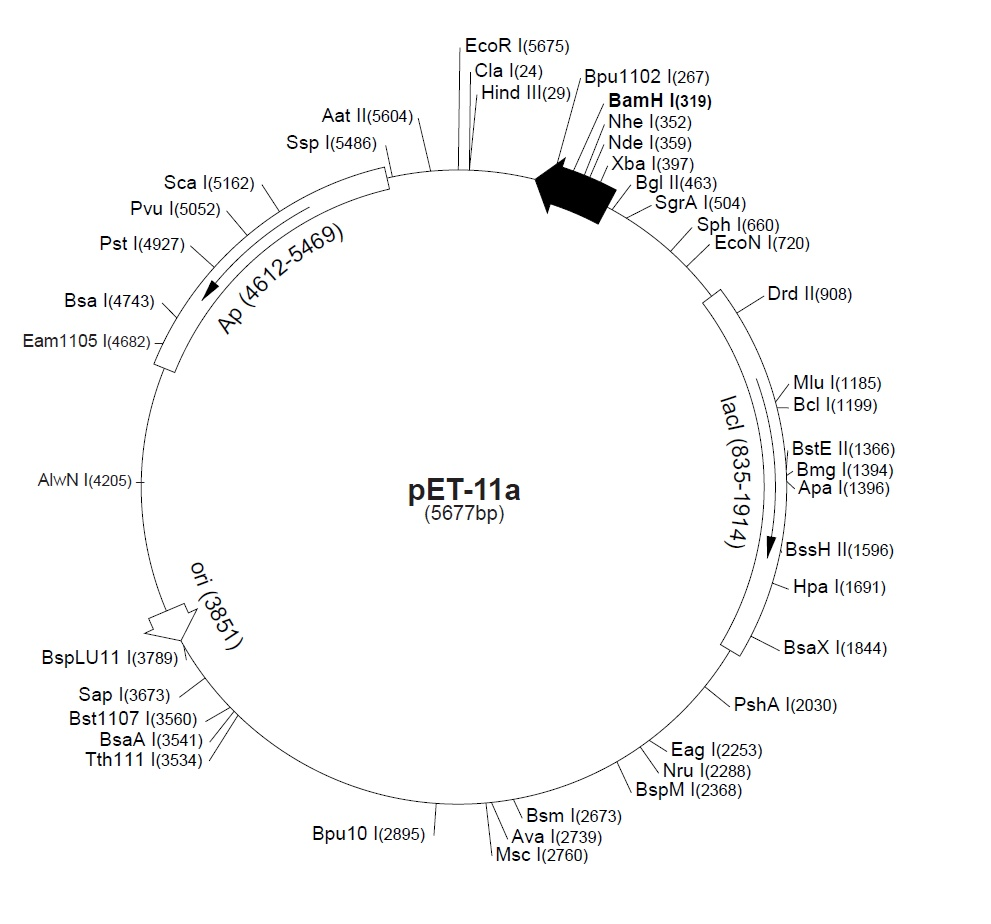 EcoR I(5675)
Cla I(24)
Hind III(29)
Bpu1102 I(267)
BamH I(319)
Nhe I(352)
Nde I(359)
Xba I(397)
Bgl II(463)
SgrA I(504)
Sph I(660)
EcoN I(720)
Drd II(908)
Mlu I(1185)
Bcl I(1199)
BstE II(1366)
Bmg I(1394)
Apa I(1396)
BssH II(1596)
Hpa I(1691)
BsaX I(1844)
PshA I(2030)
Eag I(2253)
Nru I(2288)
BspM I(2368)
Bsm I(2673)
Ava I(2739)
Msc I(2760)
Bpu10 I(2895)
Tth111 I(3534)
BsaA I(3541)
Bst1107 I(3560)
Sap I(3673)
BspLU11 I(3789)
AlwN I(4205)
Eam1105 I(4682)
Bsa I(4743)
Pst I(4927)
Pvu I(5052)
Sca I(5162)
Ssp I(5486)
Aat II(5604)
Ap (4612-5469)
lacI (835-1914)
ori (3851)
pET-11a
(5677bp)